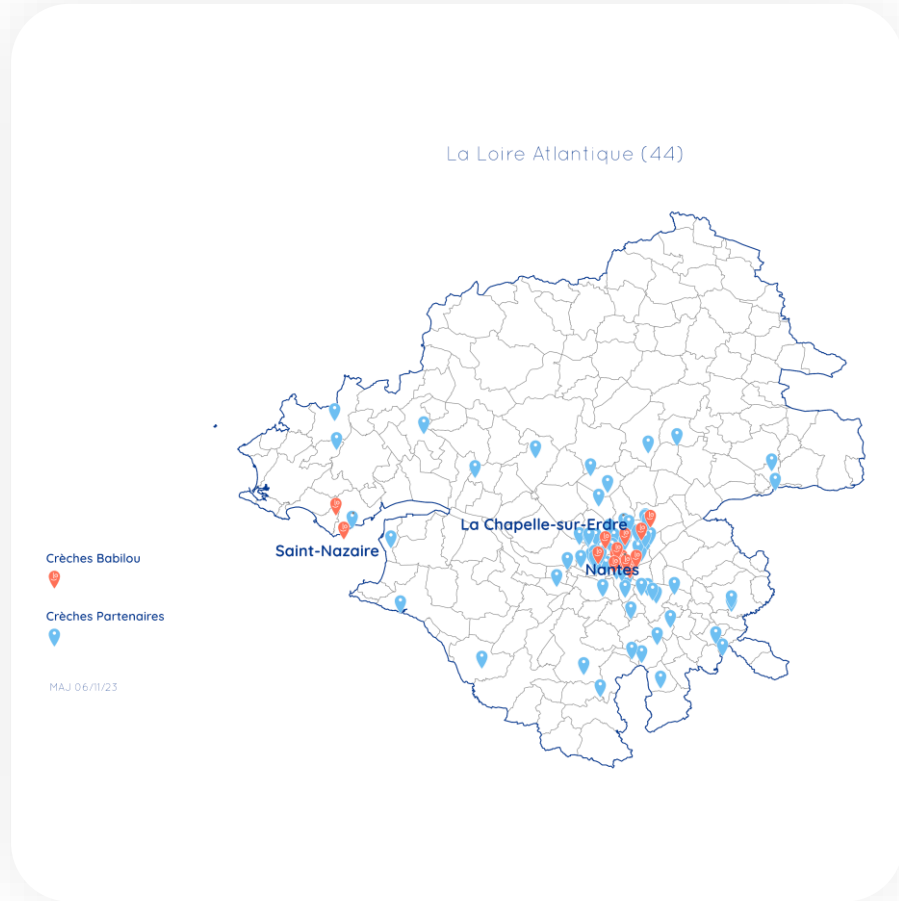 La Loire Atlantique (44)
La Chapelle-sur-Erdre
Saint-Nazaire
Nantes
Crèches Babilou
Crèches Partenaires
MAJ 06/11/23